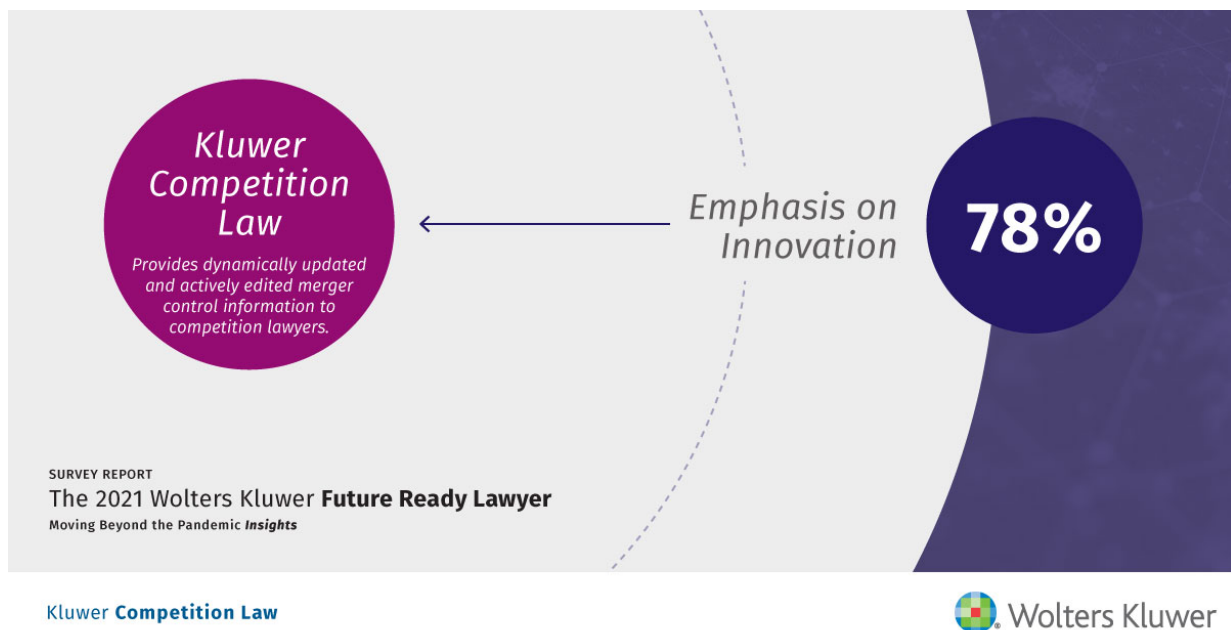 Kluwer
Competition
Law
Provides dynamically updated
and actively edited merger
control information to
competition lawyers.
Emphasis on
Innovation
78%
SURVEY REPORT
The 2021 Wolters Kluwer Future Ready Lawyer
Moving Beyond the Pandemic Insights
Kluwer Competition Law
Wolters Kluwer